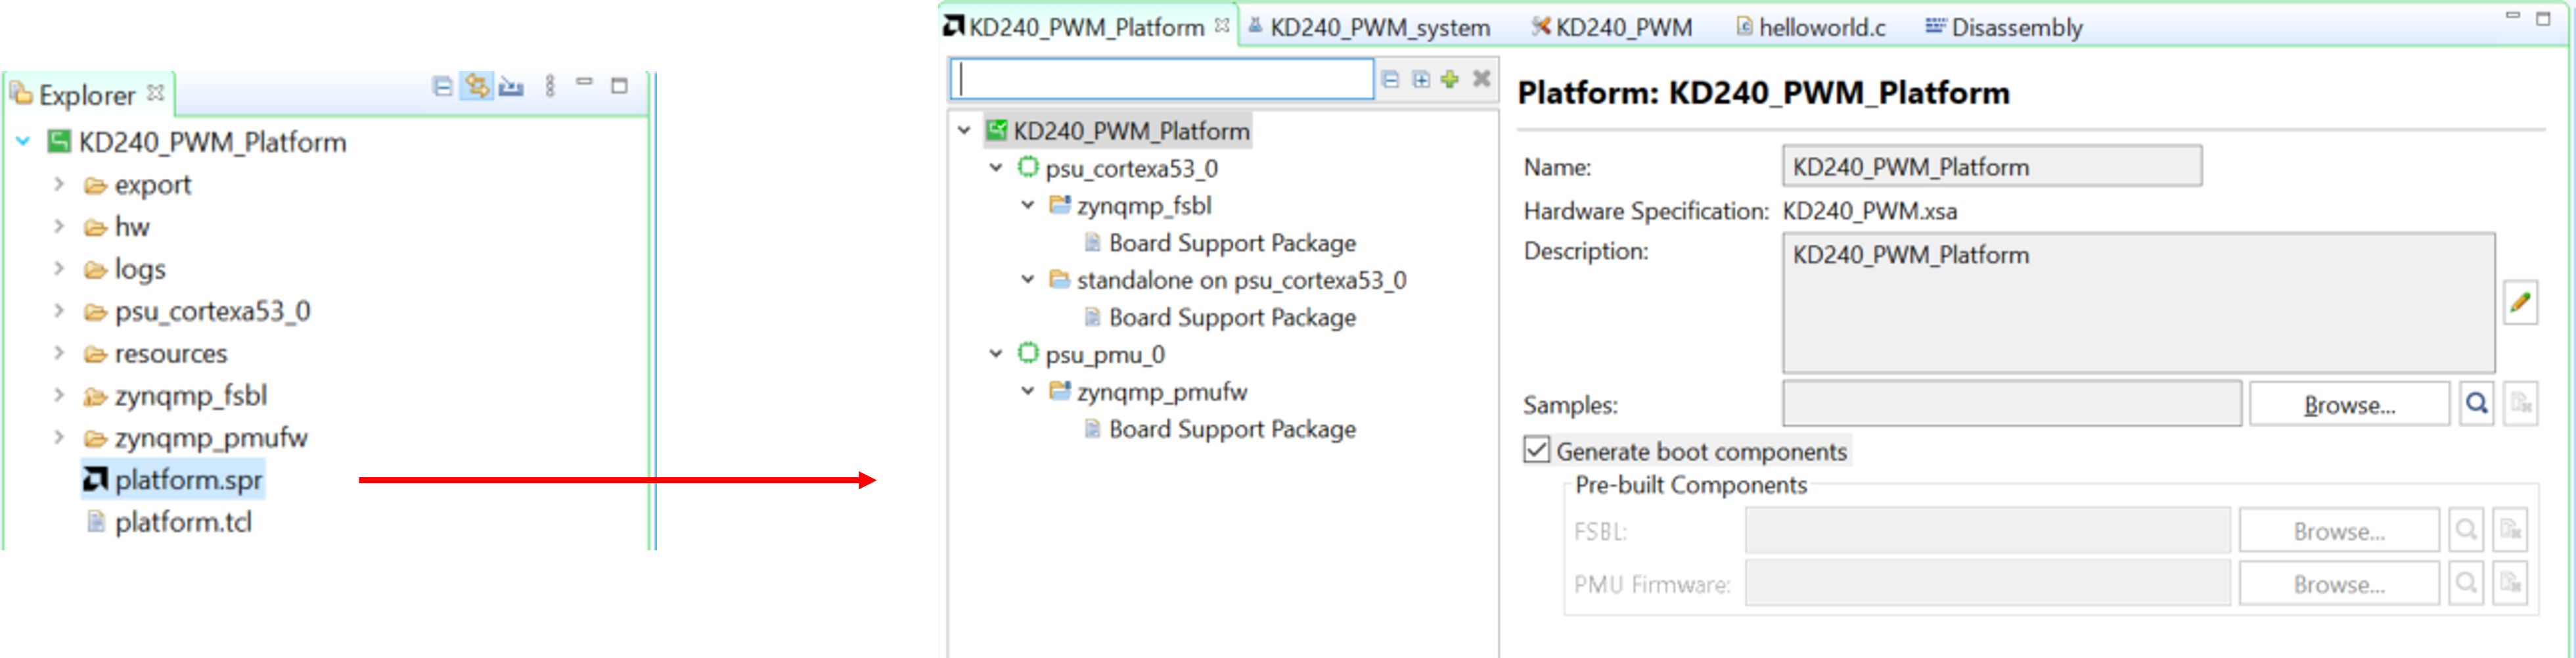 Explorer
KD240_PWM_Platform
export
hw
logs
psu_cortexa53_0
resources
zynqmp_fsbl
zynqmp_pmufw
platform.spr
platform.tcl
KD240_PWM_Platform KD240_PWM_system KD240_PWM helloworld.c Disassembly
KD240_PWM_Platform
psu_cortexa53_0
zynqmp_fsbl
Board Support Package
standalone on psu_cortexa53_0
Board Support Package
psu_pmu_0
zynqmp_pmufw
Board Support Package
Platform: KD240_PWM_Platform
Name: KD240_PWM_Platform
Hardware Specification: KD240_PWM.xsa
Description: KD240_PWM_Platform
Samples: Browse...
Generate boot components
Pre-built Components
FSBL: Browse...
PMU Firmware: Browse...